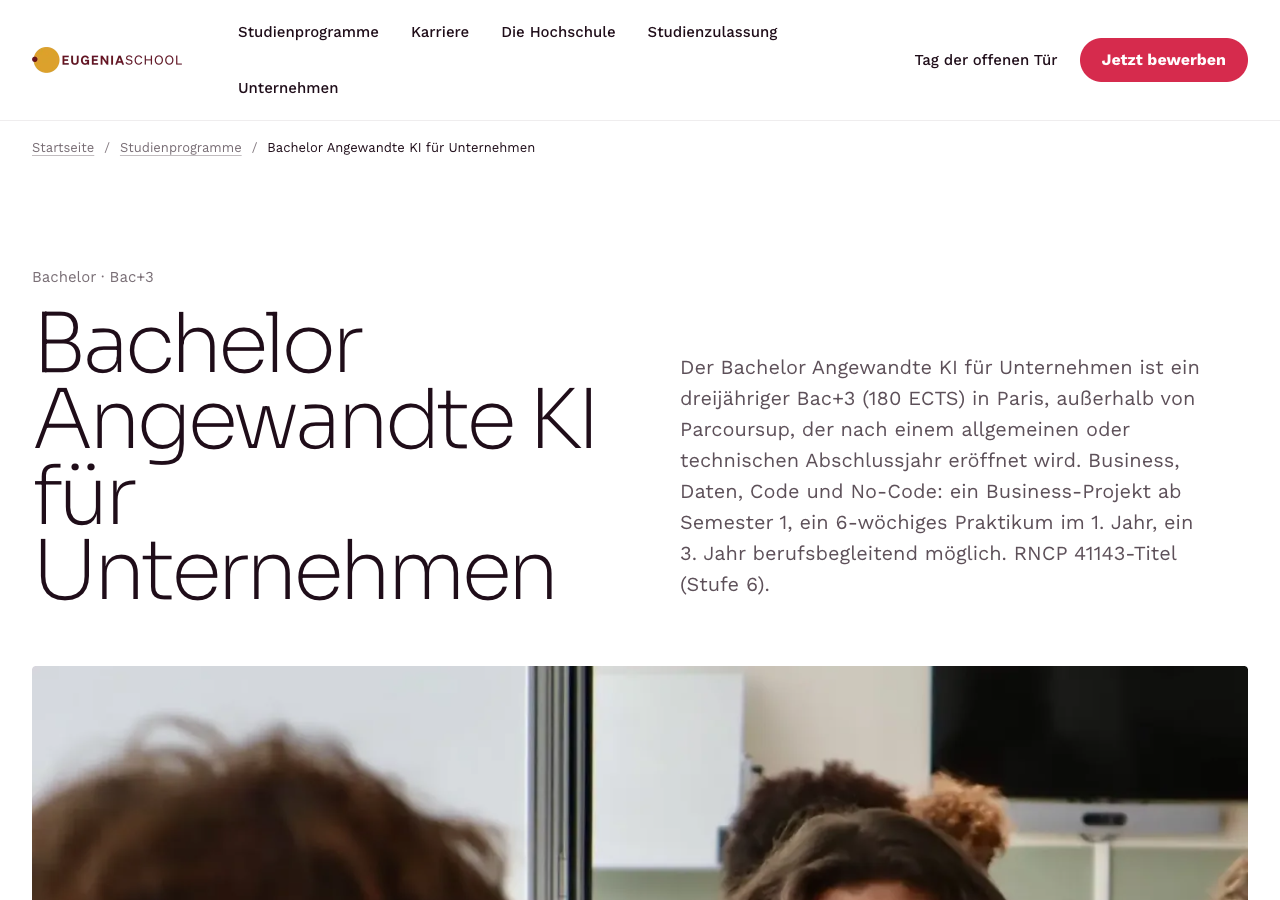 EUGENIASCHOOL
Studienprogramme Karriere Die Hochschule Studienzulassung
Unternehmen
Tag der offenen Tür
Jetzt bewerben
Startseite / Studienprogramme / Bachelor Angewandte KI für Unternehmen
Bachelor · Bac+3
Bachelor
Angewandte KI
für
Unternehmen
Der Bachelor Angewandte KI für Unternehmen ist ein
dreijähriger Bac+3 (180 ECTS) in Paris, außerhalb von
Parcoursup, der nach einem allgemeinen oder
technischen Abschlussjahr eröffnet wird. Business,
Daten, Code und No-Code: ein Business-Projekt ab
Semester 1, ein 6-wöchiges Praktikum im 1. Jahr, ein
3. Jahr berufsbegleitend möglich. RNCP 41143-Titel
(Stufe 6).